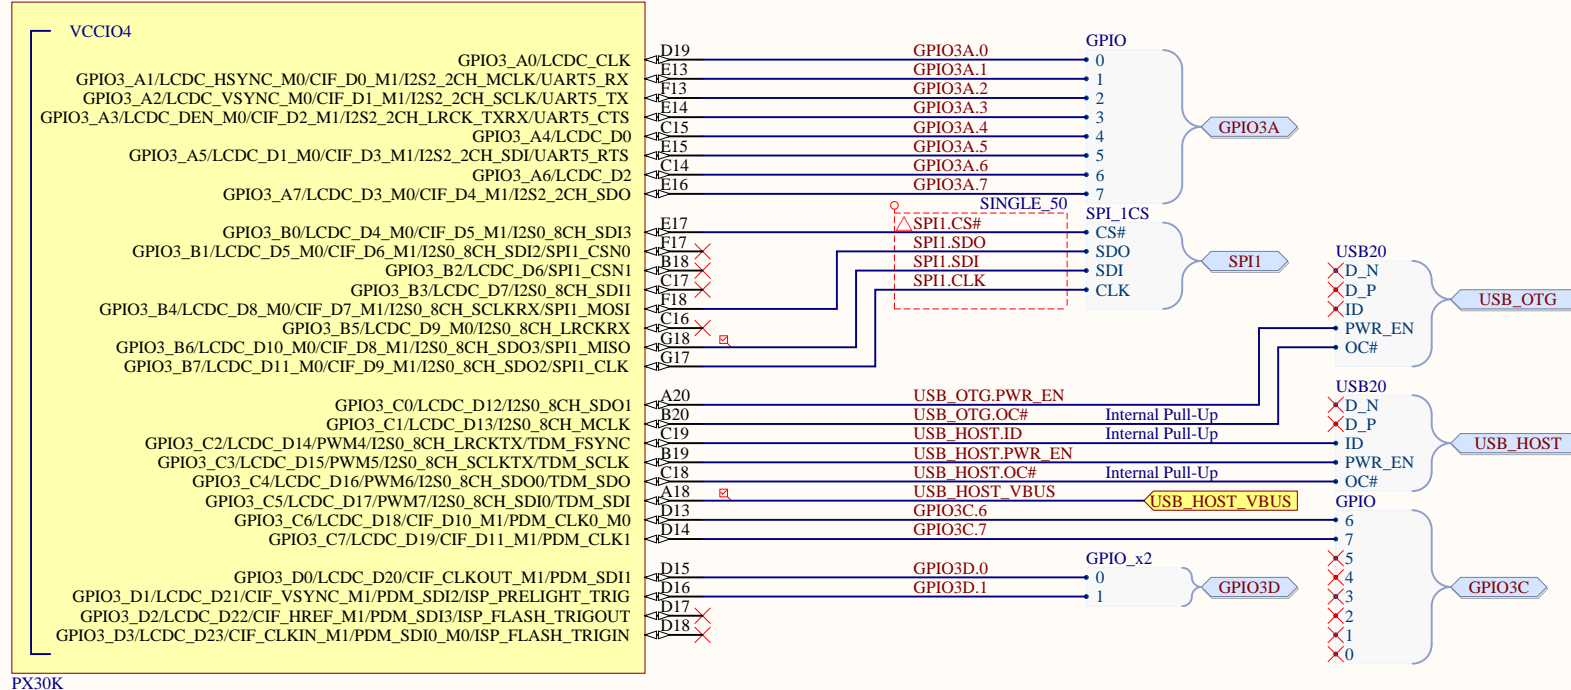 VCCIO4
GPIO3_A0/LCDC_CLK D19 GPIO3A.0 GPIO 0
GPIO3_A1/LCDC_HSYNC_M0/CIF_D0_M1/I2S2_2CH_MCLK/UART5_RX E13 GPIO3A.1 1
GPIO3_A2/LCDC_VSYNC_M0/CIF_D1_M1/I2S2_2CH_SCLK/UART5_TX F13 GPIO3A.2 2
GPIO3_A3/LCDC_DEN_M0/CIF_D2_M1/I2S2_2CH_LRCK_TXRX/UART5_CTS E14 GPIO3A.3 3
GPIO3A
GPIO3_A4/LCDC_D0 C15 GPIO3A.4 4
GPIO3_A5/LCDC_D1_M0/CIF_D3_M1/I2S2_2CH_SDI/UART5_RTS E15 GPIO3A.5 5
GPIO3_A6/LCDC_D2 C14 GPIO3A.6 6
GPIO3_A7/LCDC_D3_M0/CIF_D4_M1/I2S2_2CH_SDO E16 GPIO3A.7 7
SINGLE_50
SPI_1CS
GPIO3_B0/LCDC_D4_M0/CIF_D5_M1/I2S0_8CH_SDI3 E17 SPI1.CS# CS#
GPIO3_B1/LCDC_D5_M0/CIF_D6_M1/I2S0_8CH_SDI2/SPI1_CSN0 F17 SPI1.SDO SDO USB20
SPI1
GPIO3_B2/LCDC_D6/SPI1_CSN1 B18 SPI1.SDI SDI D_N
GPIO3_B3/LCDC_D7/I2S0_8CH_SDI1 C17 SPI1.CLK CLK D_P
USB_OTG
GPIO3_B4/LCDC_D8_M0/CIF_D7_M1/I2S0_8CH_SCLKRX/SPI1_MOSI F18 ID
GPIO3_B5/LCDC_D9_M0/I2S0_8CH_LRCKRX C16 PWR_EN
GPIO3_B6/LCDC_D10_M0/CIF_D8_M1/I2S0_8CH_SDO3/SPI1_MISO G18 OC#
GPIO3_B7/LCDC_D11_M0/CIF_D9_M1/I2S0_8CH_SDO2/SPI1_CLK G17
USB20
GPIO3_C0/LCDC_D12/I2S0_8CH_SDO1 A20 USB_OTG.PWR_EN D_N
GPIO3_C1/LCDC_D13/I2S0_8CH_MCLK B20 USB_OTG.OC# Internal Pull-Up D_P
GPIO3_C2/LCDC_D14/PWM4/I2S0_8CH_LRCKTX/TDM_FSYNC C19 USB_HOST.ID Internal Pull-Up ID USB_HOST
GPIO3_C3/LCDC_D15/PWM5/I2S0_8CH_SCLKTX/TDM_SCLK B19 USB_HOST.PWR_EN PWR_EN
GPIO3_C4/LCDC_D16/PWM6/I2S0_8CH_SDO0/TDM_SDO C18 USB_HOST.OC# Internal Pull-Up OC#
GPIO3_C5/LCDC_D17/PWM7/I2S0_8CH_SDI0/TDM_SDI A18 USB_HOST_VBUS USB_HOST_VBUS GPIO
GPIO3_C6/LCDC_D18/CIF_D10_M1/PDM_CLK0_M0 D13 GPIO3C.6 6
GPIO3_C7/LCDC_D19/CIF_D11_M1/PDM_CLK1 D14 GPIO3C.7 7
GPIO_x2 5
GPIO3_D0/LCDC_D20/CIF_CLKOUT_M1/PDM_SDI1 D15 GPIO3D.0 0 4
GPIO3D GPIO3C
GPIO3_D1/LCDC_D21/CIF_VSYNC_M1/PDM_SDI2/ISP_PRELIGHT_TRIG D16 GPIO3D.1 1 3
GPIO3_D2/LCDC_D22/CIF_HREF_M1/PDM_SDI3/ISP_FLASH_TRIGOUT D17 2
GPIO3_D3/LCDC_D23/CIF_CLKIN_M1/PDM_SDI0_M0/ISP_FLASH_TRIGIN D18 1
0
PX30K